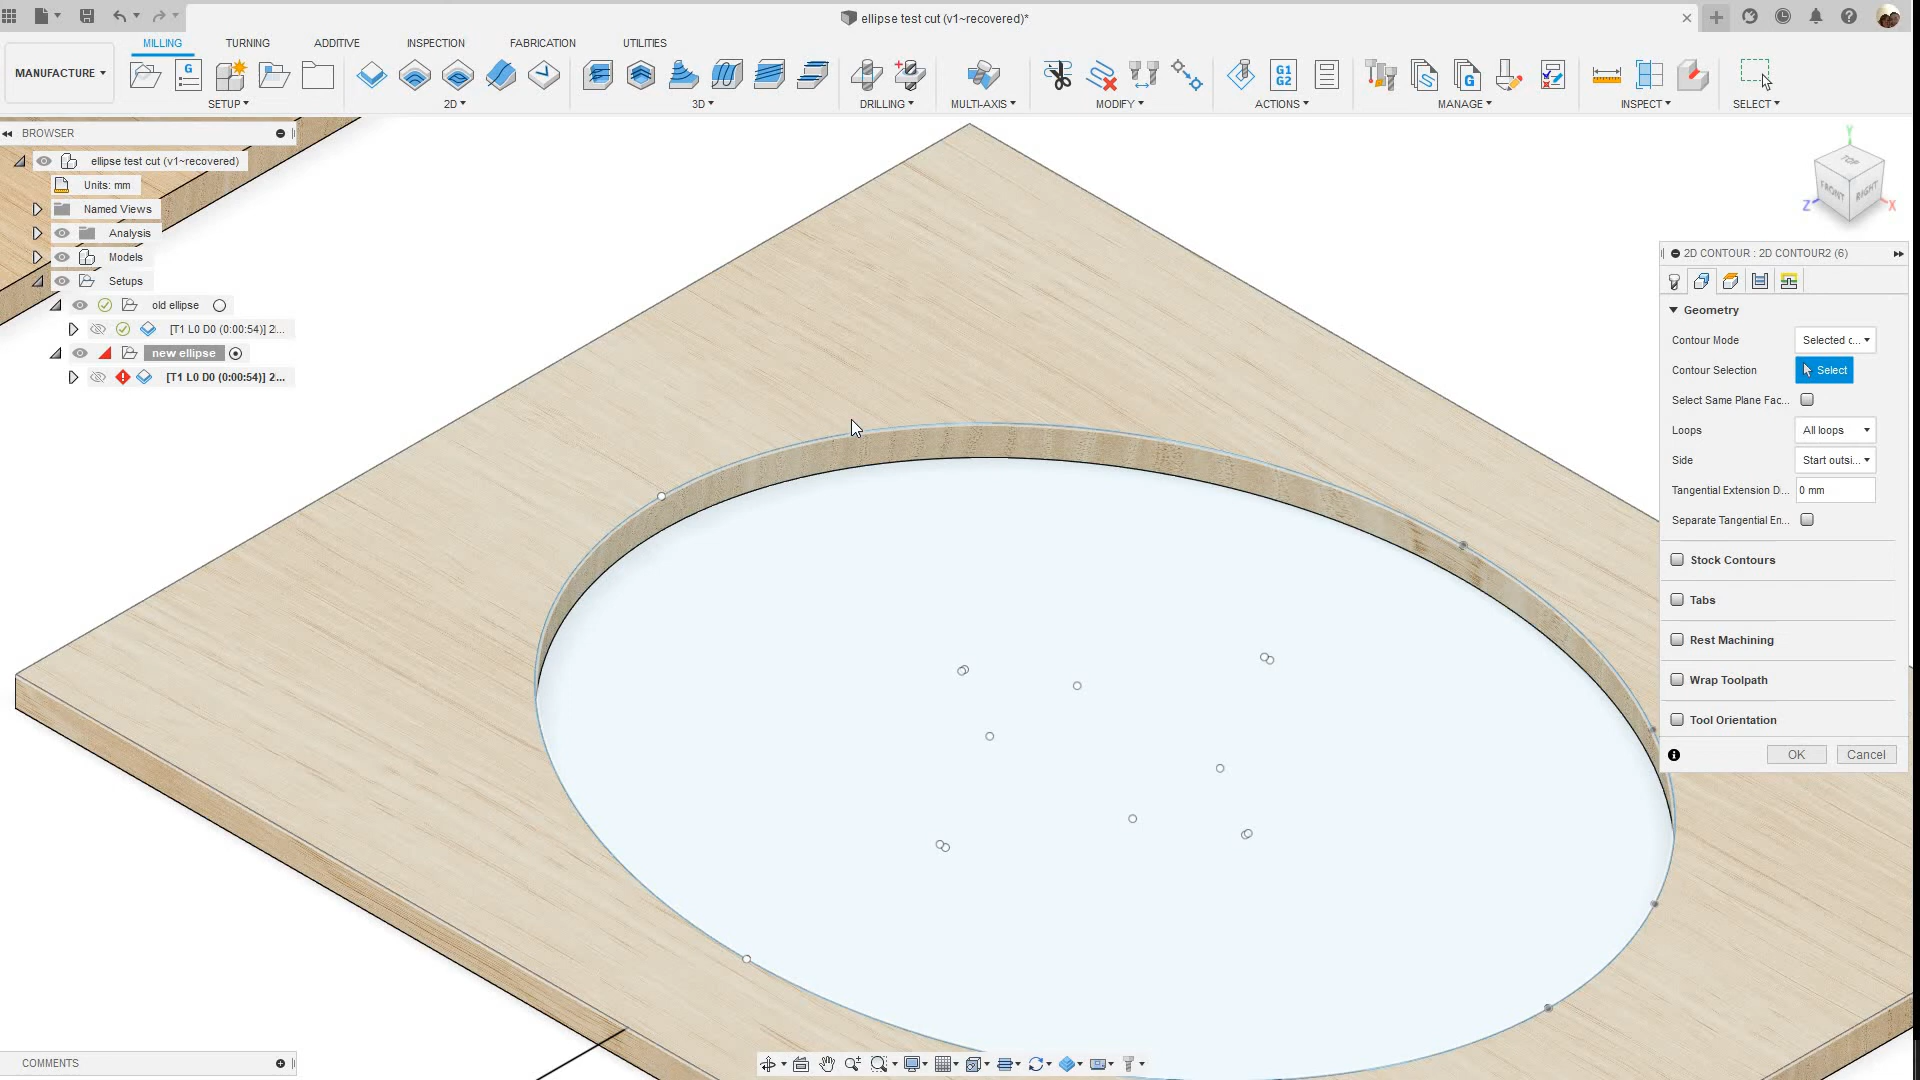 ellipse test cut (v1~recovered)*
MILLING TURNING ADDITIVE INSPECTION FABRICATION UTILITIES
MANUFACTURE
G
G1
G2
G
SETUP 2D 3D DRILLING MULTI-AXIS MODIFY ACTIONS MANAGE INSPECT SELECT
BROWSER
ellipse test cut (v1~recovered)
Units: mm
Named Views
Analysis
Models
Setups
old ellipse
[T1 L0 D0 (0:00:54)] 2...
new ellipse
[T1 L0 D0 (0:00:54)] 2...
Y
TOP
FRONT
RIGHT
Z
X
2D CONTOUR : 2D CONTOUR2 (6)
Geometry
Contour Mode Selected c...
Contour Selection Select
Select Same Plane Fac...
Loops All loops
Side Start outsi...
Tangential Extension D... 0 mm
Separate Tangential En...
Stock Contours
Tabs
Rest Machining
Wrap Toolpath
Tool Orientation
OK Cancel
COMMENTS